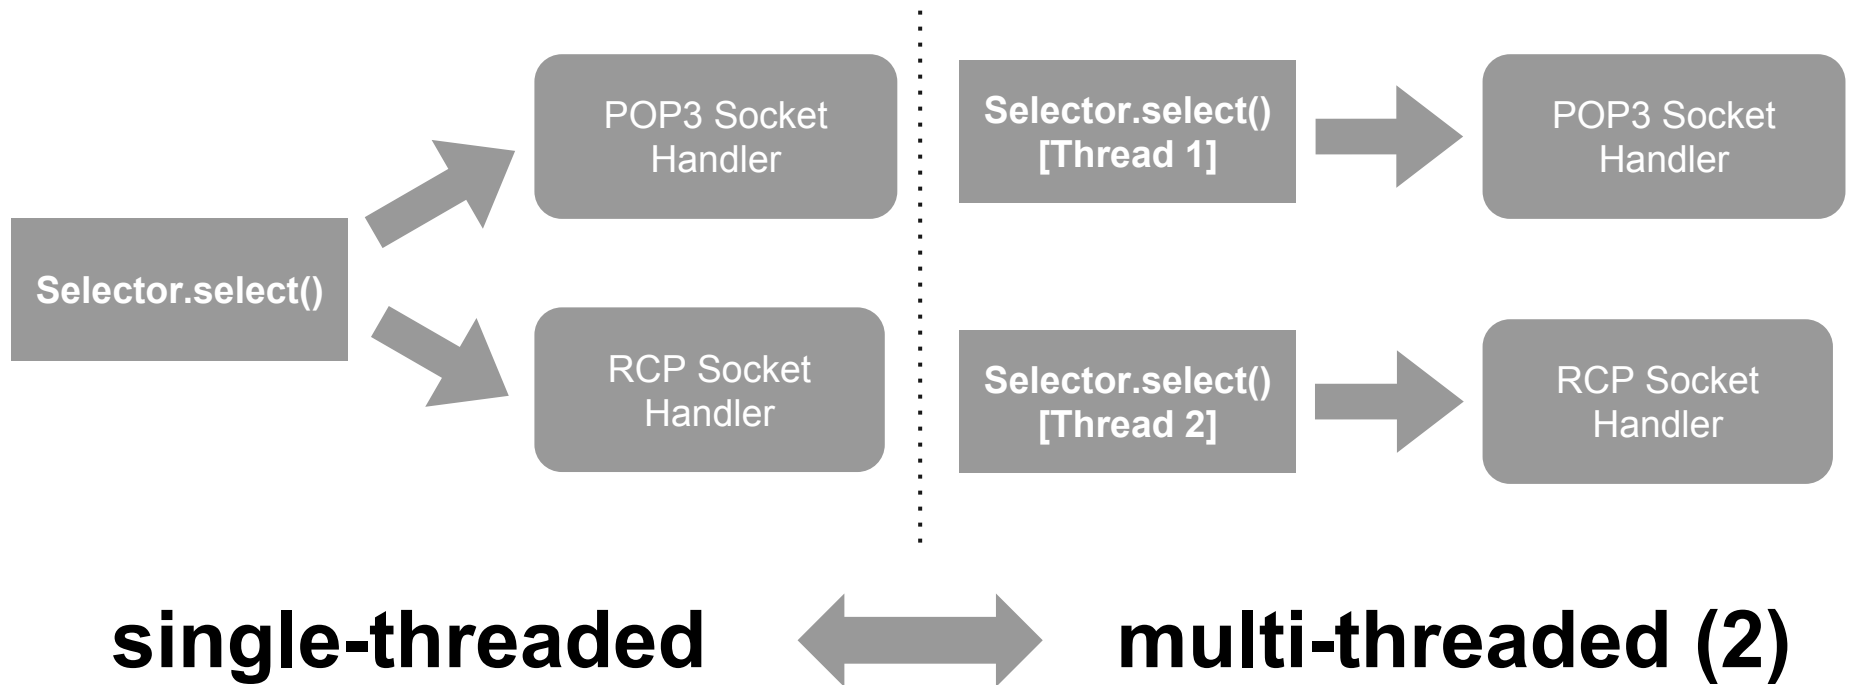 POP3 Socket
Handler
Selector.select()
RCP Socket
Handler
Selector.select()
[Thread 1]
POP3 Socket
Handler
Selector.select()
[Thread 2]
RCP Socket
Handler
single-threaded
multi-threaded (2)